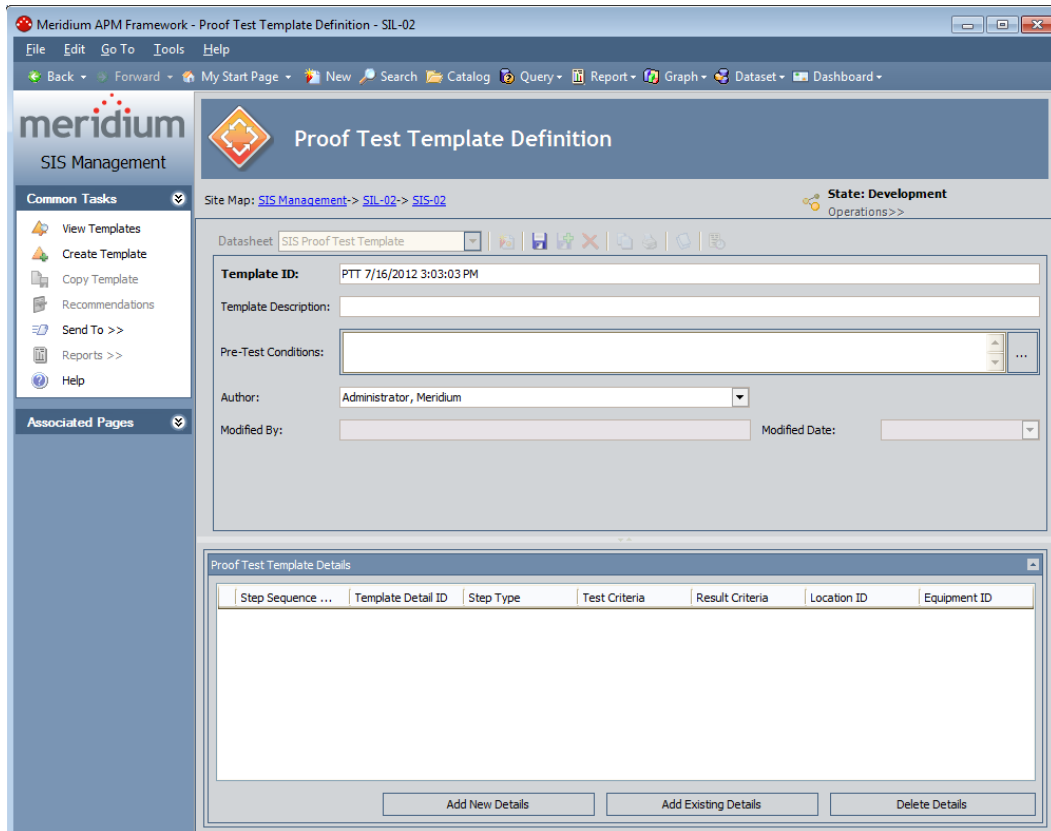 Meridium APM Framework - Proof Test Template Definition - SIL-02
File Edit Go To Tools Help
Back Forward My Start Page New Search Catalog Query Report Graph Dataset Dashboard
meridium
SIS Management
Proof Test Template Definition
Common Tasks
View Templates
Create Template
Copy Template
Recommendations
Send To >>
Reports >>
Help
Associated Pages
Site Map: SIS Management-> SIL-02-> SIS-02
State: Development
Operations>>
Datasheet SIS Proof Test Template
Template ID: PTT 7/16/2012 3:03:03 PM
Template Description:
Pre-Test Conditions: ...
Author: Administrator, Meridium
Modified By: Modified Date:
Proof Test Template Details
Step Sequence ... Template Detail ID Step Type Test Criteria Result Criteria Location ID Equipment ID
Add New Details Add Existing Details Delete Details